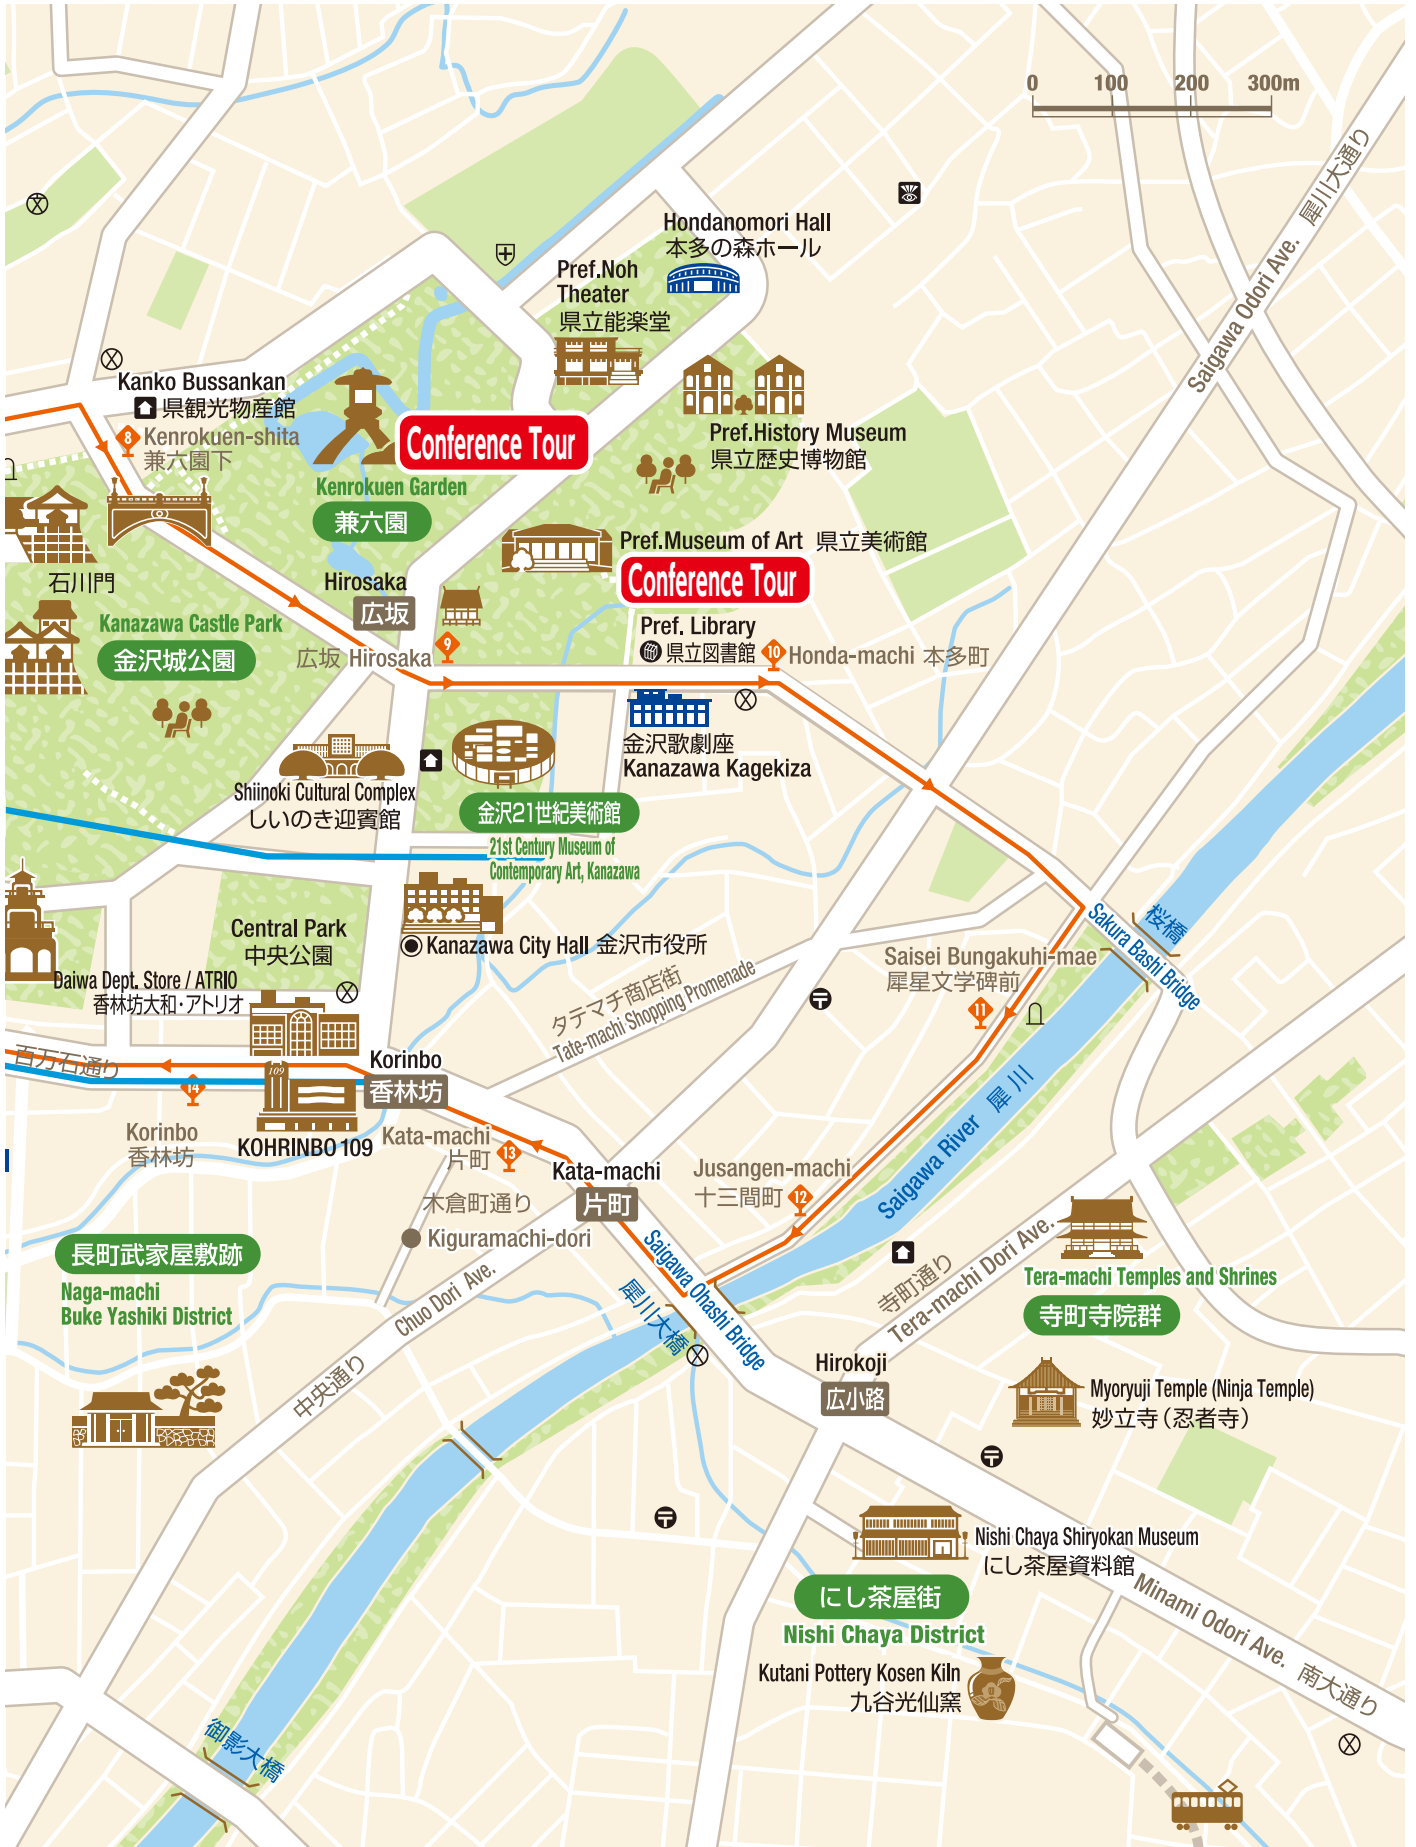 0 100 200 300m
Saigawa Odori Ave. 犀川大通り
Hondanomori Hall
本多の森ホール
Pref.Noh
Theater
県立能楽堂
Kanko Bussankan
県観光物産館
8 Kenrokuen-shita
兼六園下
Conference Tour
Kenrokuen Garden
兼六園
Pref.History Museum
県立歴史博物館
Pref.Museum of Art 県立美術館
Conference Tour
石川門
Hirosaka
広坂
Kanazawa Castle Park
金沢城公園
広坂 Hirosaka 9
Pref. Library
県立図書館
10 Honda-machi 本多町
金沢歌劇座
Kanazawa Kagekiza
Shiinoki Cultural Complex
しいのき迎賓館
金沢21世紀美術館
21st Century Museum of
Contemporary Art, Kanazawa
Central Park
中央公園
Kanazawa City Hall 金沢市役所
Daiwa Dept. Store / ATRIO
香林坊大和・アトリオ
タテマチ商店街
Tate-machi Shopping Promenade
Saisei Bungakuhi-mae
犀星文学碑前
11
桜橋
Sakura Bashi Bridge
百万石通り
Korinbo
香林坊
14
Korinbo
香林坊
109
KOHRINBO 109
Kata-machi
片町
13
Kata-machi
片町
木倉町通り
Kiguramachi-dori
Jusangen-machi
十三間町
12
Saigawa River 犀川
Saigawa Ohashi Bridge
犀川大橋
長町武家屋敷跡
Naga-machi
Buke Yashiki District
Chuo Dori Ave.
中央通り
寺町通り
Tera-machi Dori Ave.
Tera-machi Temples and Shrines
寺町寺院群
Hirokoji
広小路
Myoryuji Temple (Ninja Temple)
妙立寺（忍者寺）
Nishi Chaya Shiryokan Museum
にし茶屋資料館
にし茶屋街
Nishi Chaya District
Kutani Pottery Kosen Kiln
九谷光仙窯
Minami Odori Ave. 南大通り
御影大橋